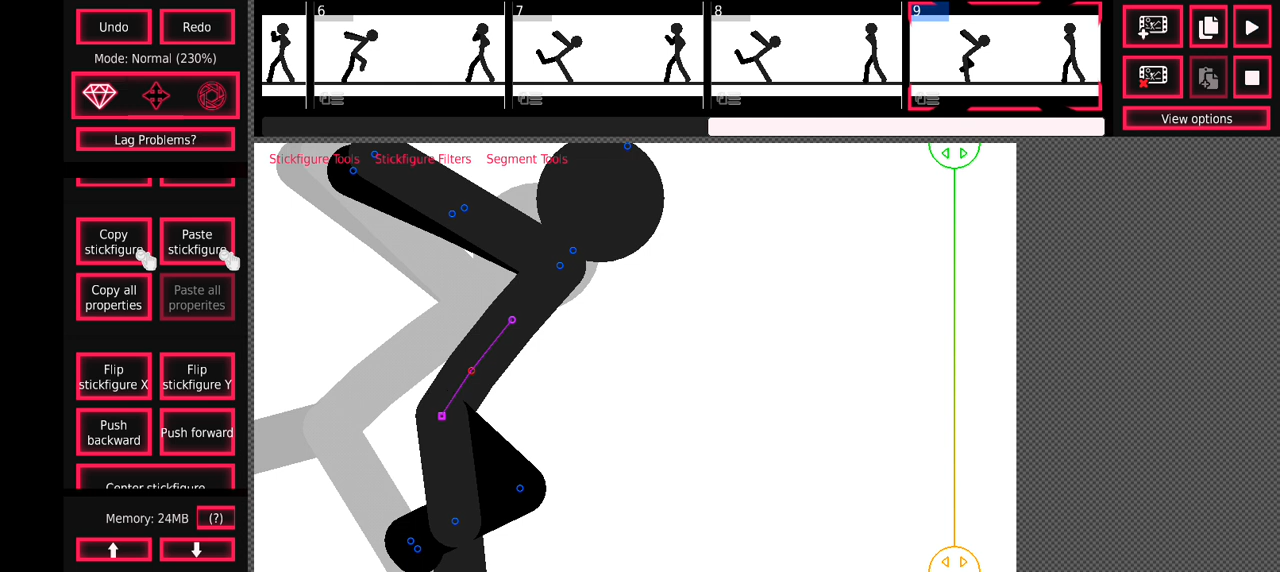 Undo
Redo
Mode: Normal (230%)
Lag Problems?
Copy
stickfigure
Paste
stickfigure
Copy all
properties
Paste all
properites
Flip
stickfigure X
Flip
stickfigure Y
Push
backward
Push forward
Center stickfigure
Memory: 24MB
(?)
6
7
8
9
View options
Stickfigure Tools
Stickfigure Filters
Segment Tools